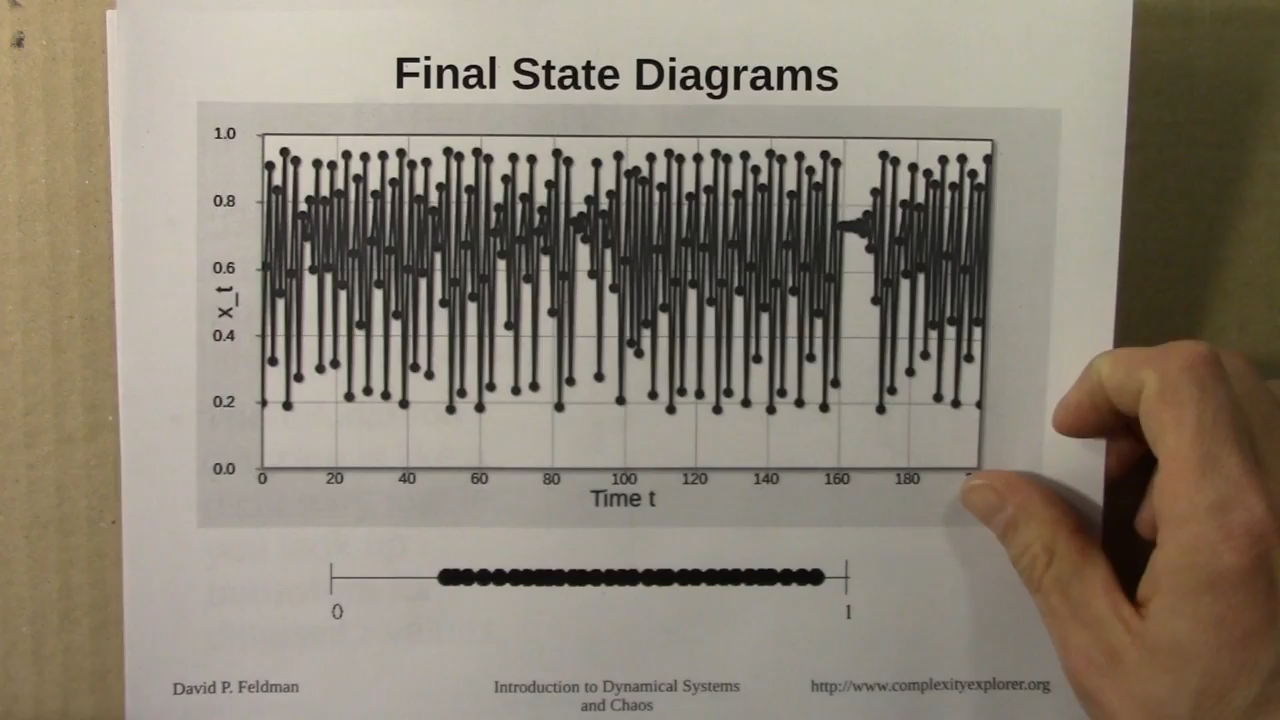 Final State Diagrams
1.0
0.8
0.6
0.4
0.2
0.0
x_t
0 20 40 60 80 100 120 140 160 180
Time t
0 1
David P. Feldman
Introduction to Dynamical Systems
and Chaos
http://www.complexityexplorer.org